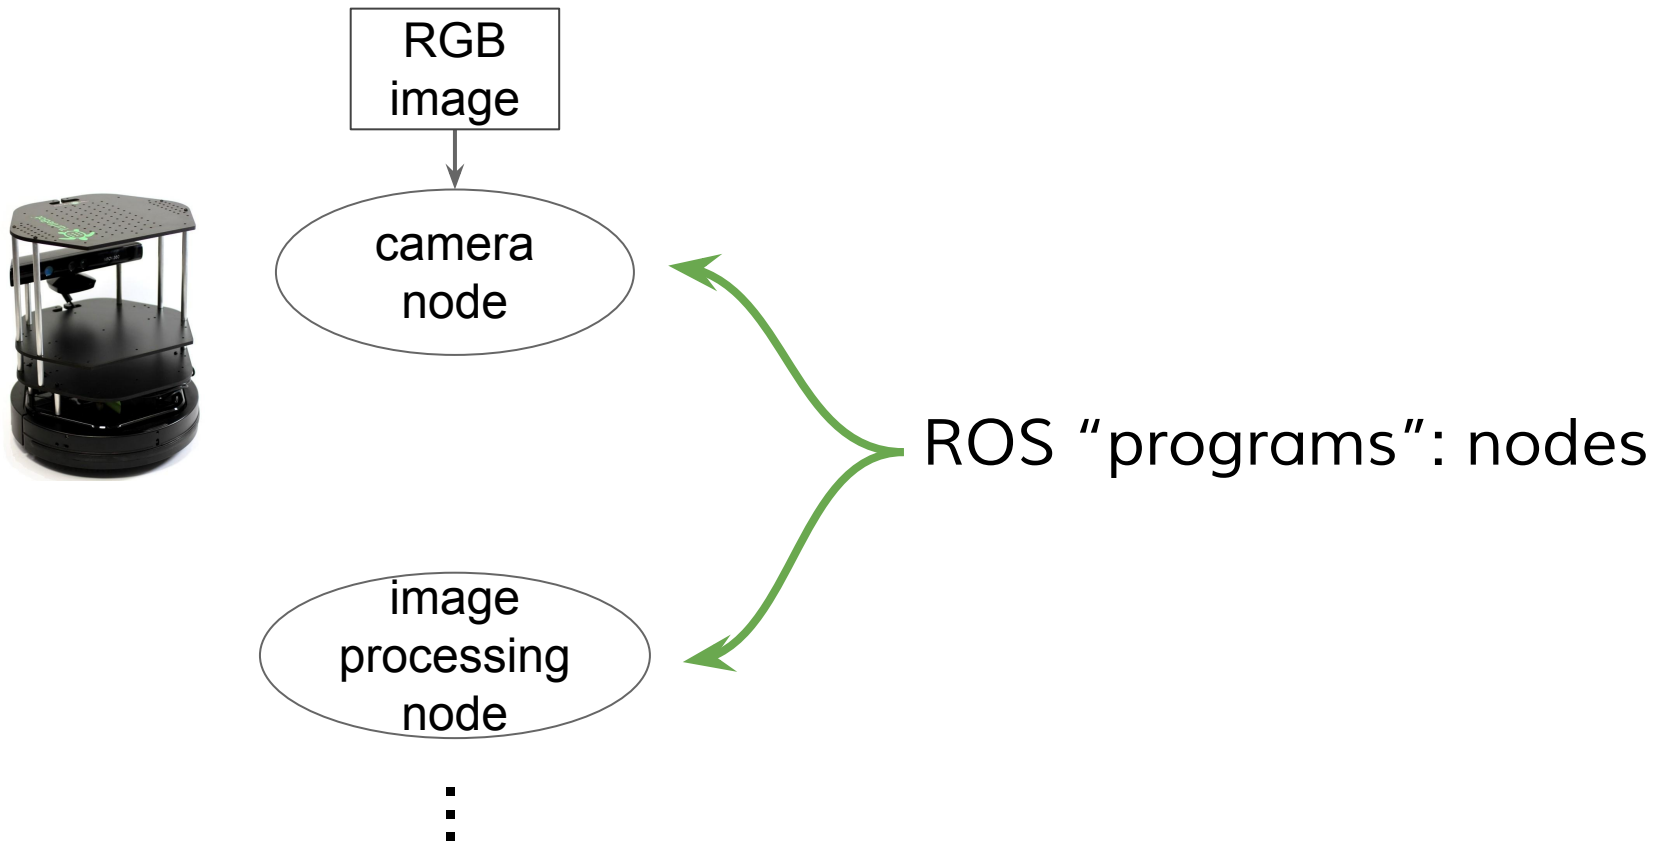 RGB
image
camera
node
ROS “programs”: nodes
image
processing
node